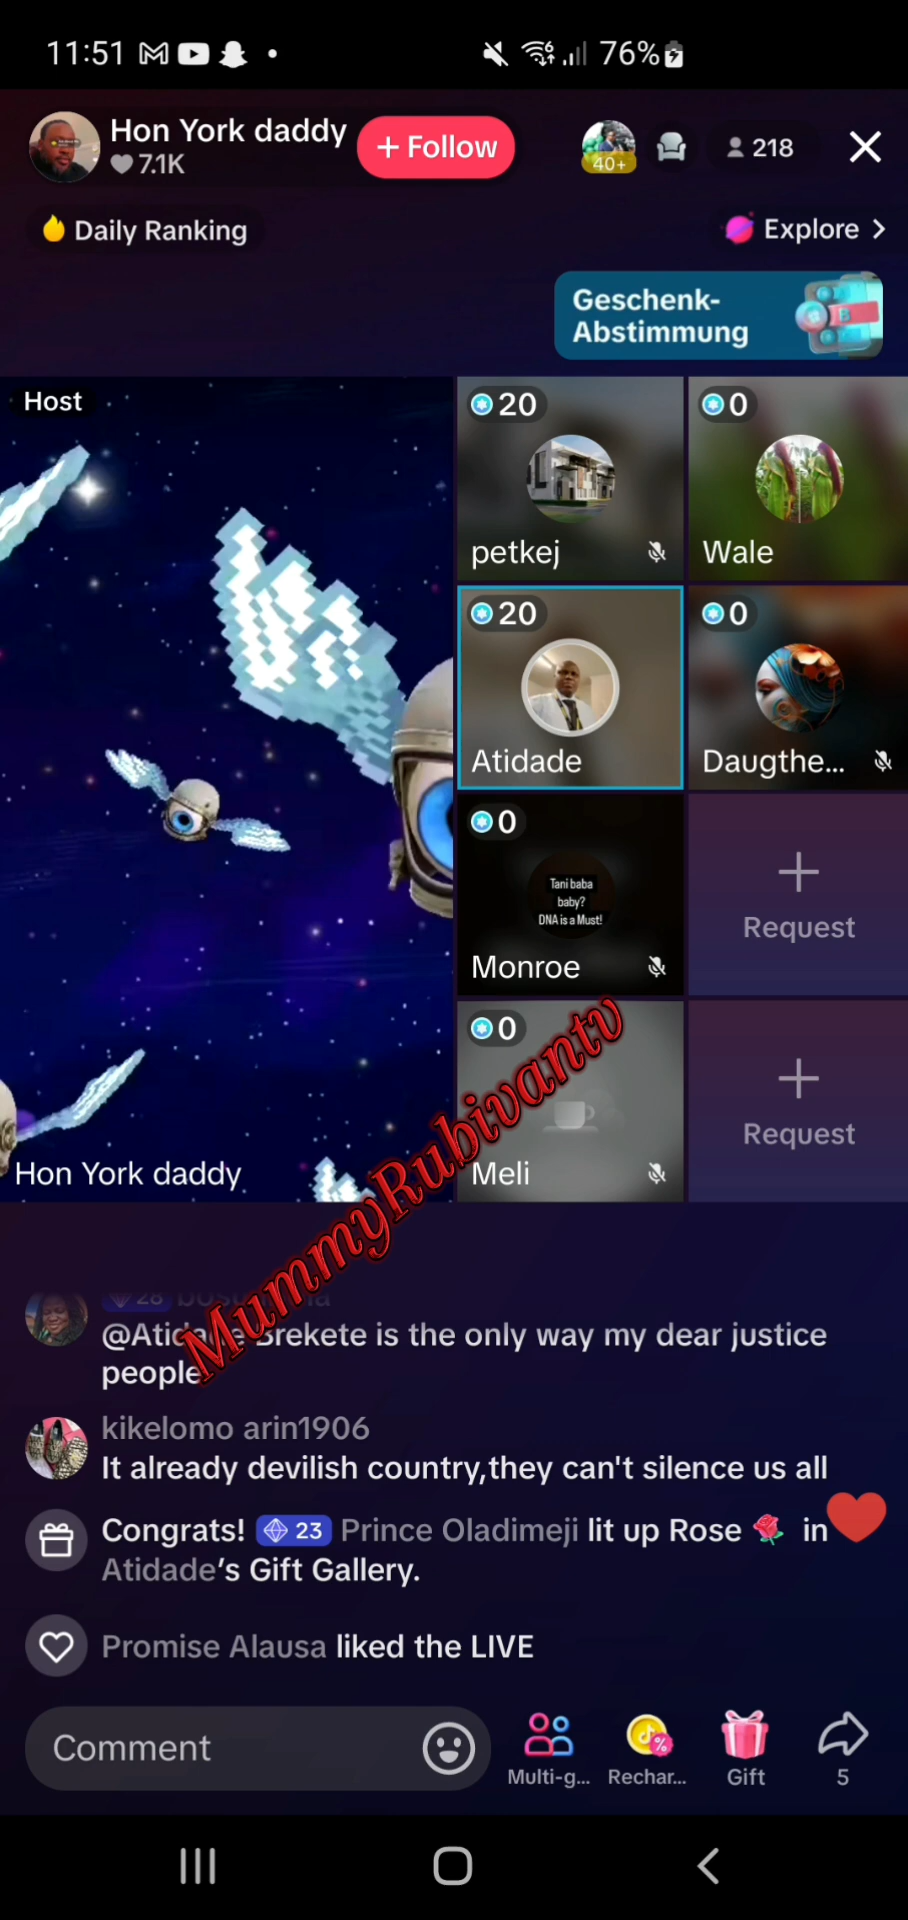 11:51 76%
Hon York daddy
7.1K
+ Follow
40+
218
Daily Ranking
Explore >
Geschenk-
Abstimmung
Host
20
petkej
0
Wale
20
Atidade
0
Daugthe...
0
Tani baba
baby?
DNA is a Must!
Monroe
Request
0
Meli
Request
Hon York daddy
MummyRubivantv
28
@Atidade Brekete is the only way my dear justice
people
kikelomo arin1906
It already devilish country,they can't silence us all
Congrats! 23 Prince Oladimeji lit up Rose 🌹 in
Atidade's Gift Gallery.
Promise Alausa liked the LIVE
Comment
Multi-g...
Rechar...
Gift
5